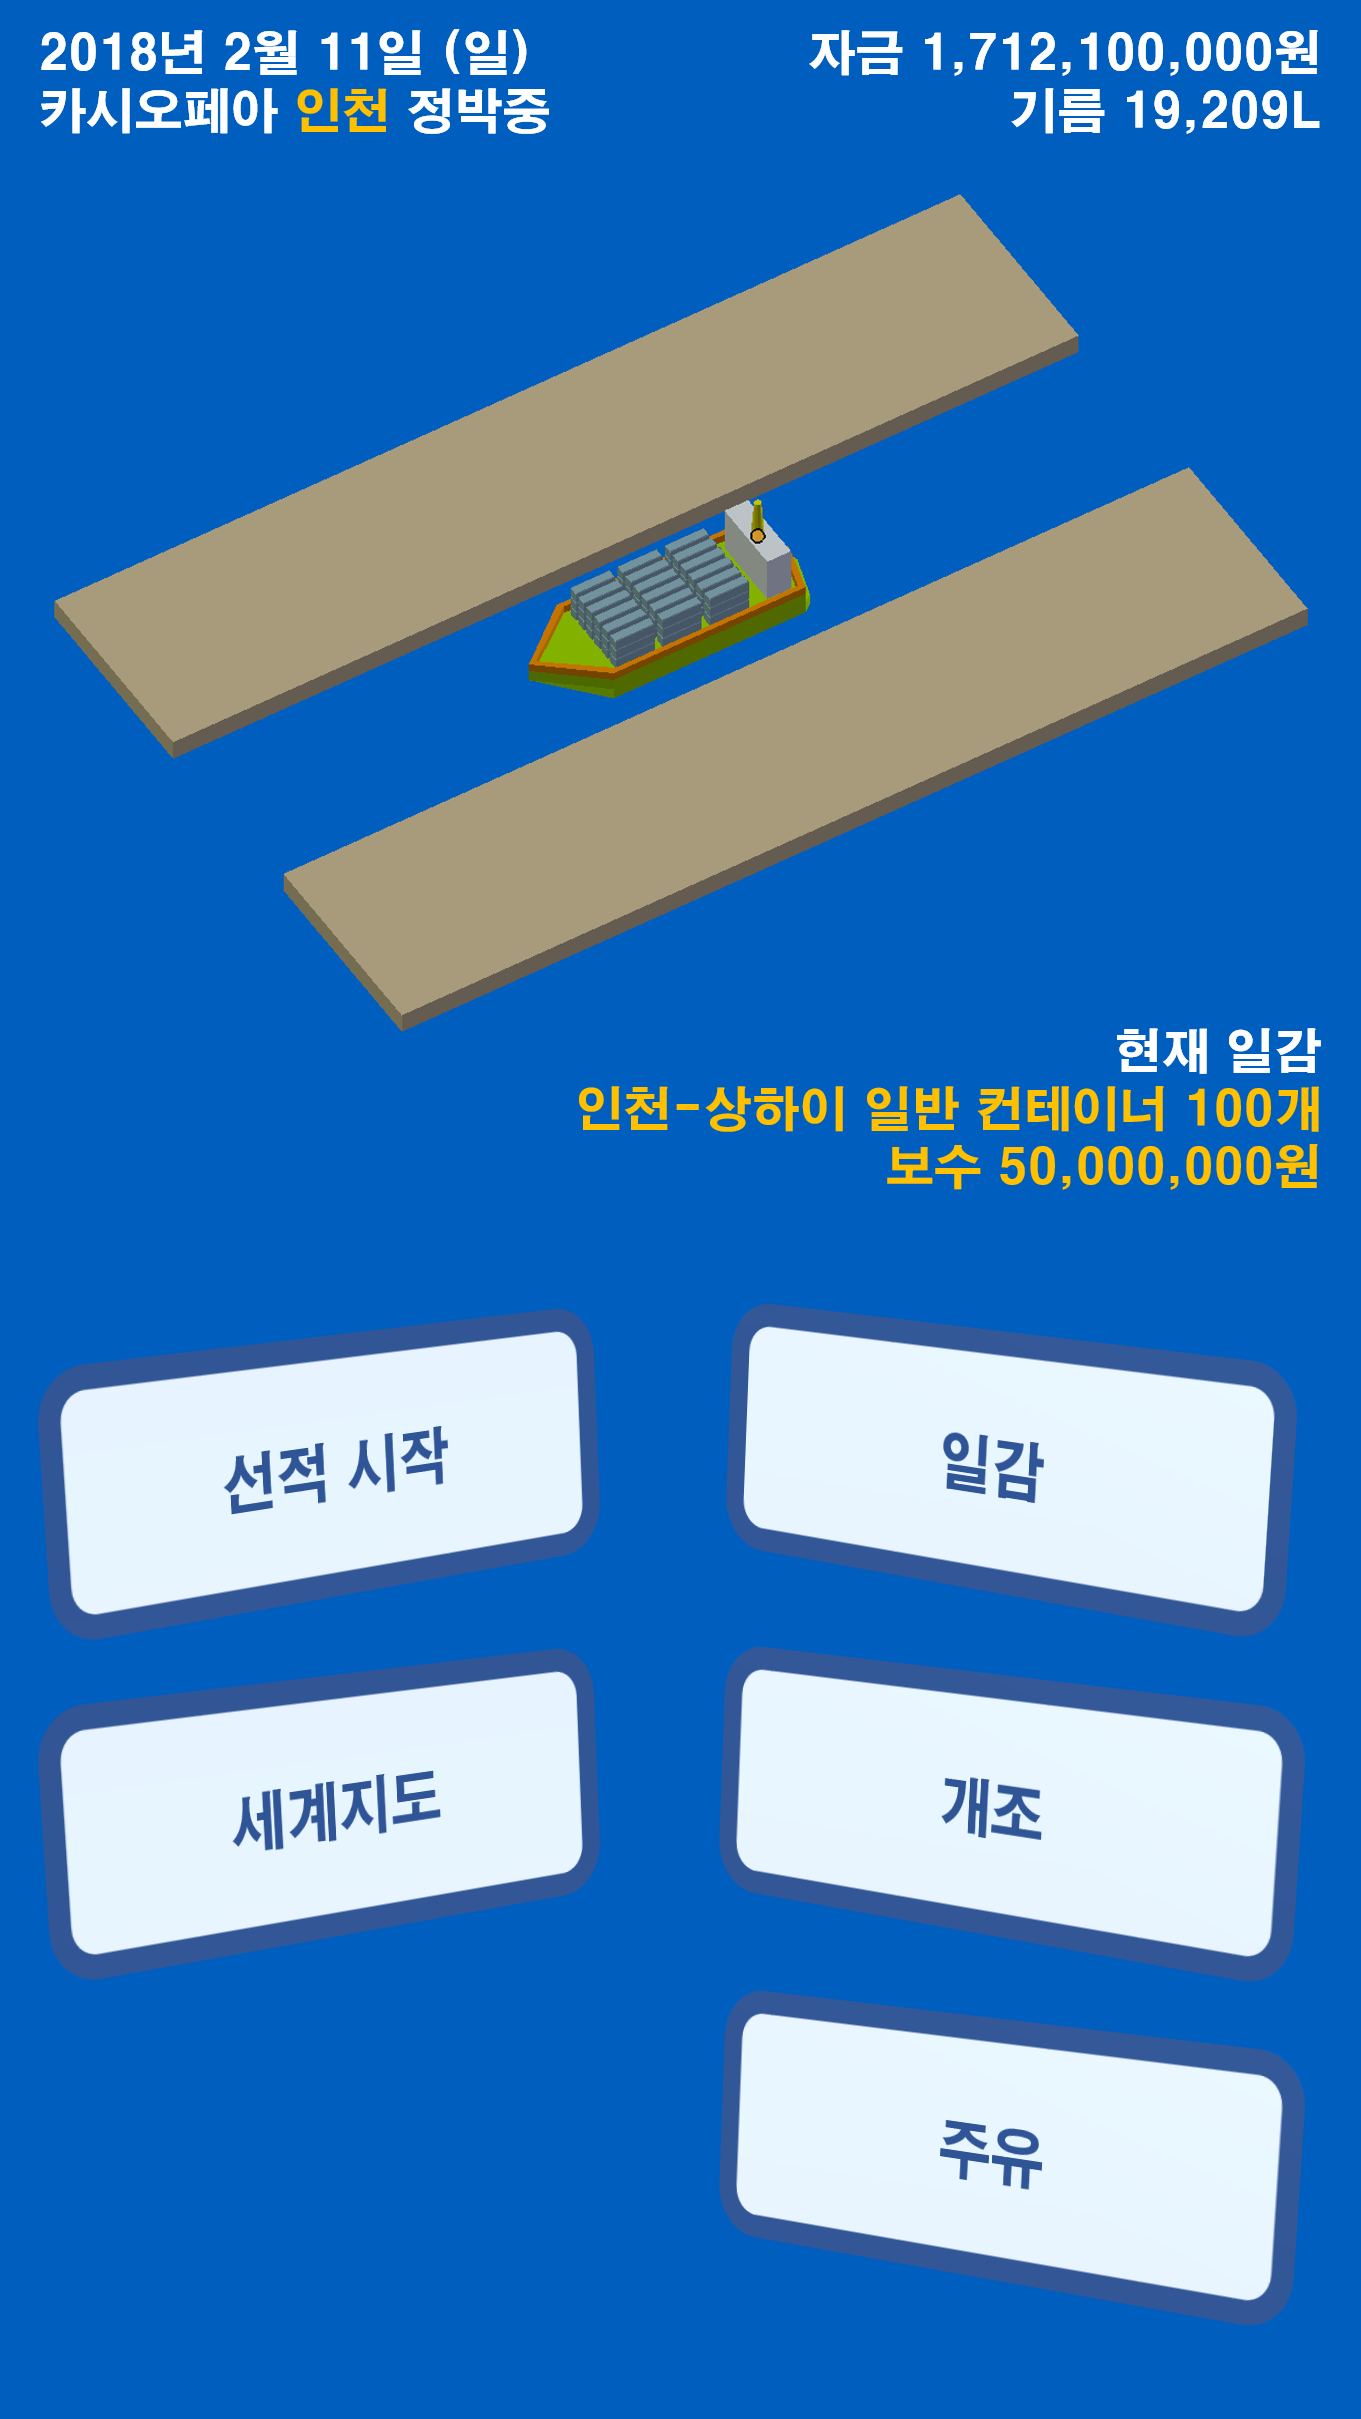 2018년 2월 11일 (일)
카시오페아 인천 정박중
자금 1,712,100,000원
기름 19,209L
현재 일감
인천-상하이 일반 컨테이너 100개
보수 50,000,000원
선적 시작
일감
세계지도
개조
주유